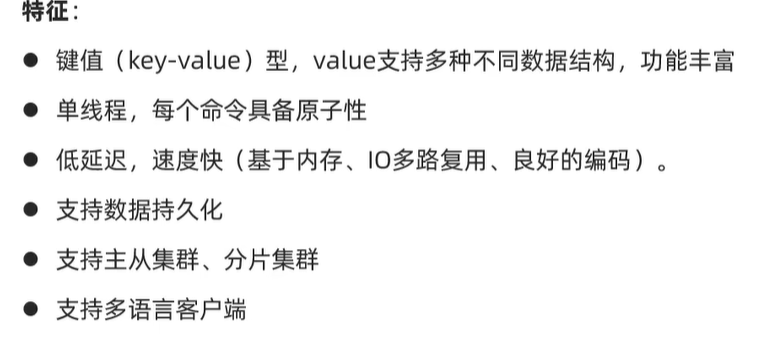 特征：
● 键值（key-value）型，value支持多种不同数据结构，功能丰富
● 单线程，每个命令具备原子性
● 低延迟，速度快（基于内存、IO多路复用、良好的编码）。
● 支持数据持久化
● 支持主从集群、分片集群
● 支持多语言客户端